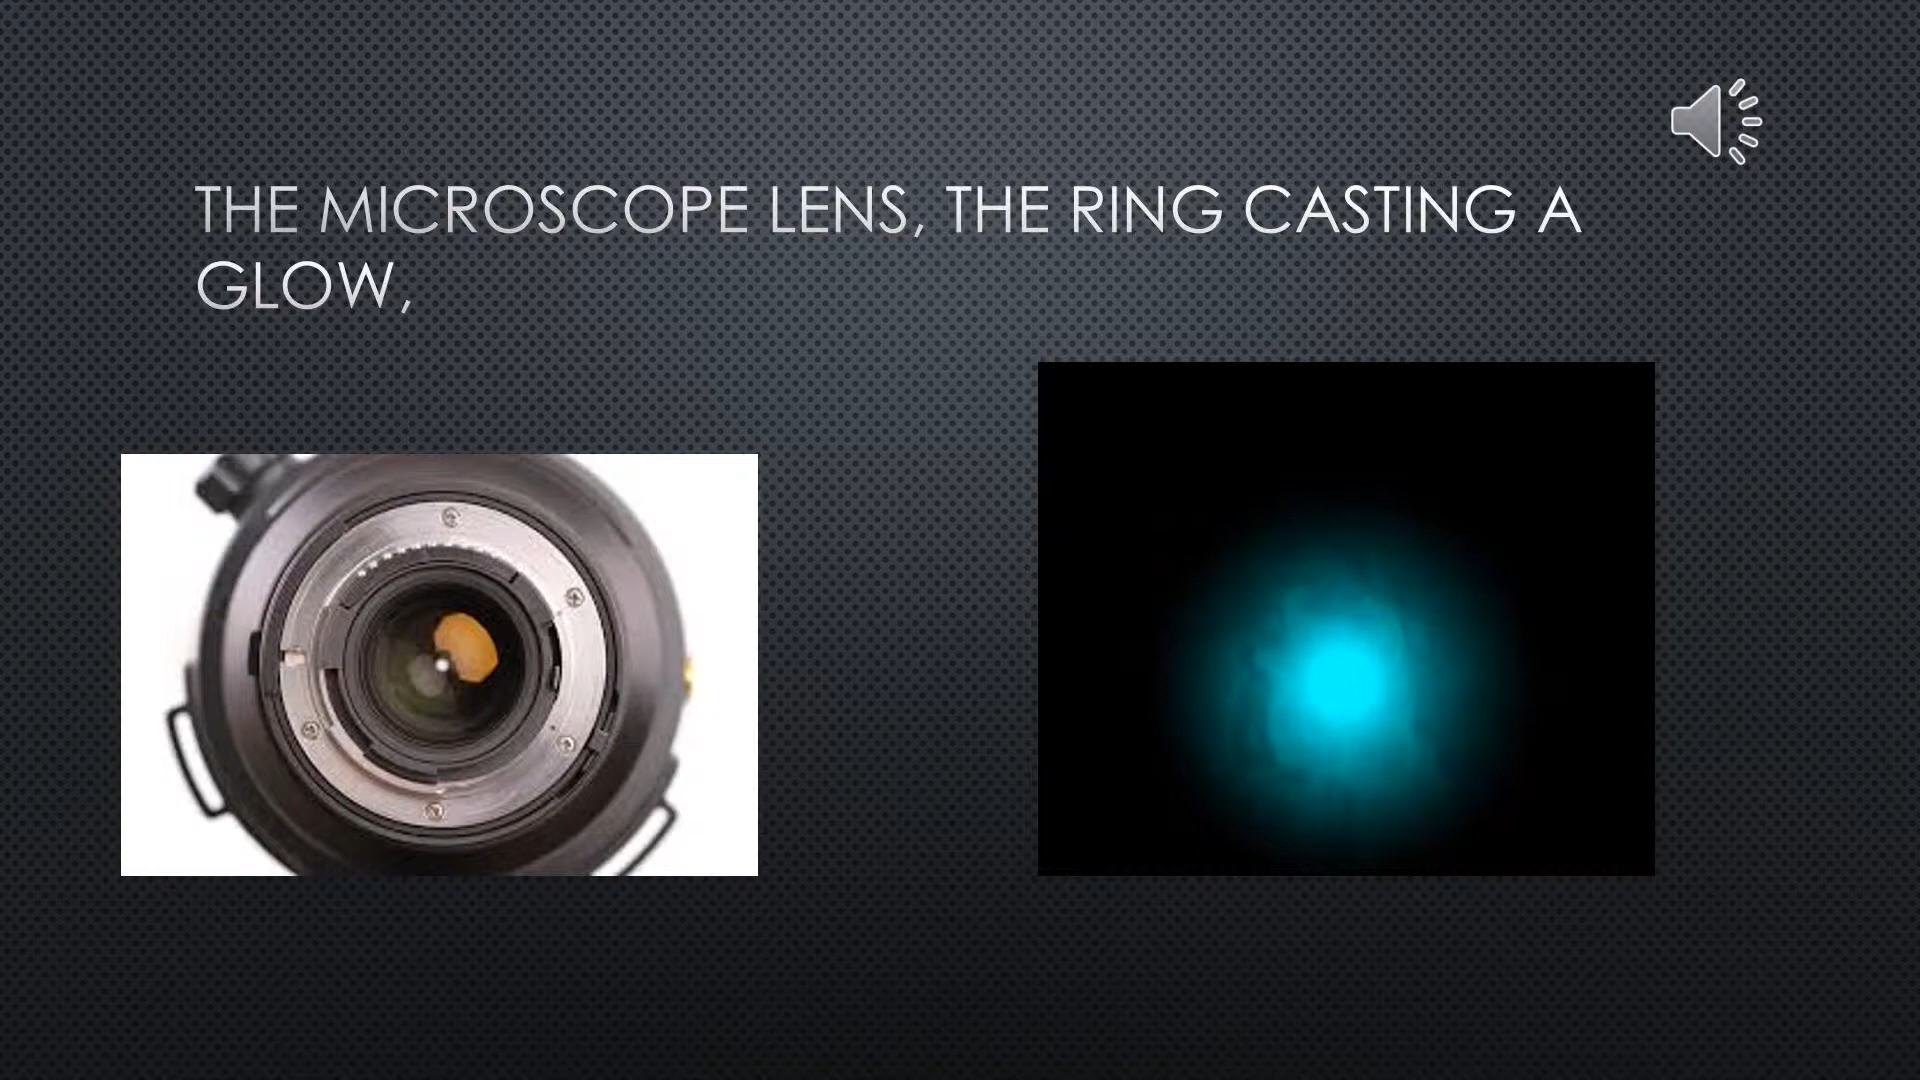 THE MICROSCOPE LENS, THE RING CASTING A
GLOW,